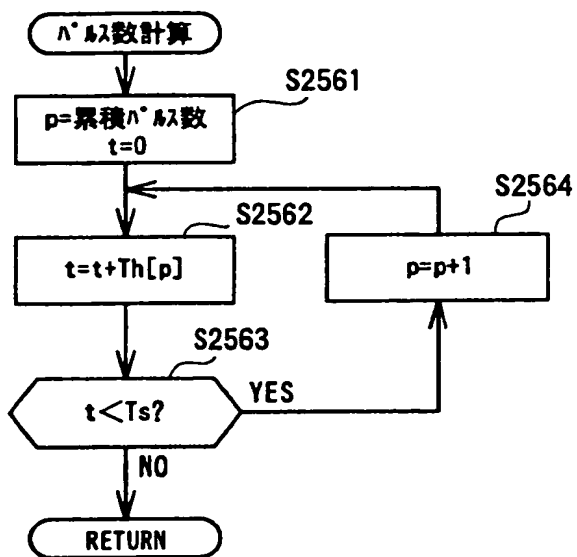 パルス数計算
S2561
p=累積パルス数
t=0
S2562
t=t+Th[p]
S2564
p=p+1
S2563
t<Ts?
YES
NO
RETURN